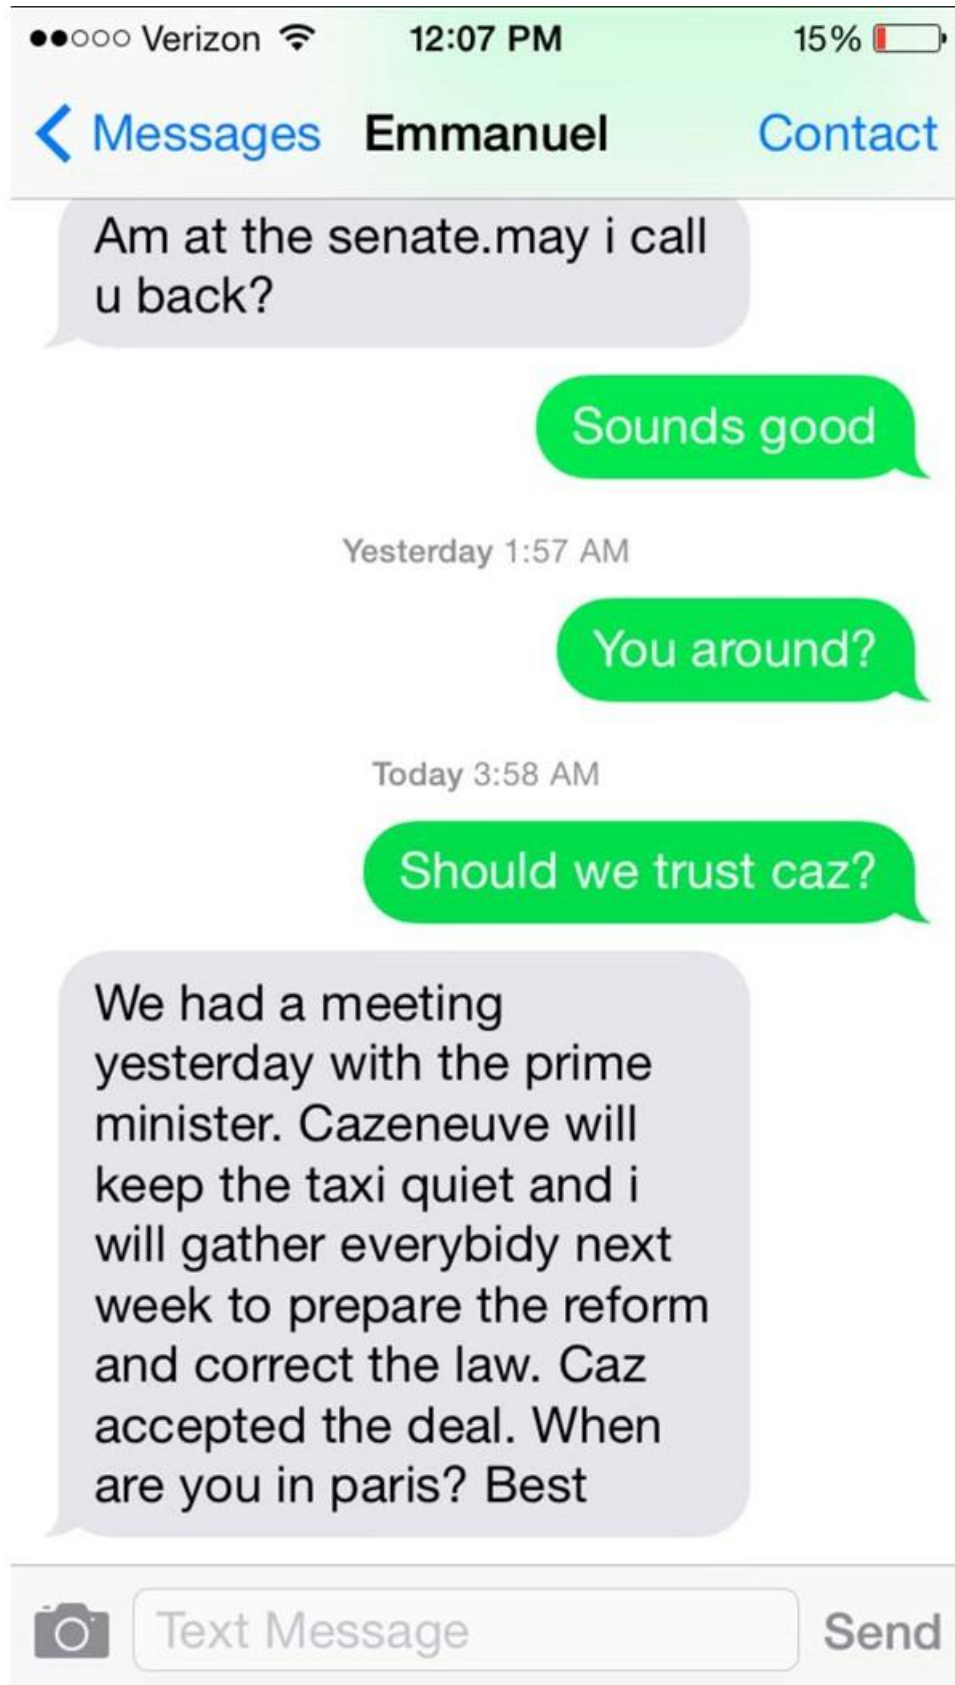 Verizon 12:07 PM 15%
Messages Emmanuel Contact
Am at the senate.may i call
u back?
Sounds good
Yesterday 1:57 AM
You around?
Today 3:58 AM
Should we trust caz?
We had a meeting
yesterday with the prime
minister. Cazeneuve will
keep the taxi quiet and i
will gather everybidy next
week to prepare the reform
and correct the law. Caz
accepted the deal. When
are you in paris? Best
Text Message Send